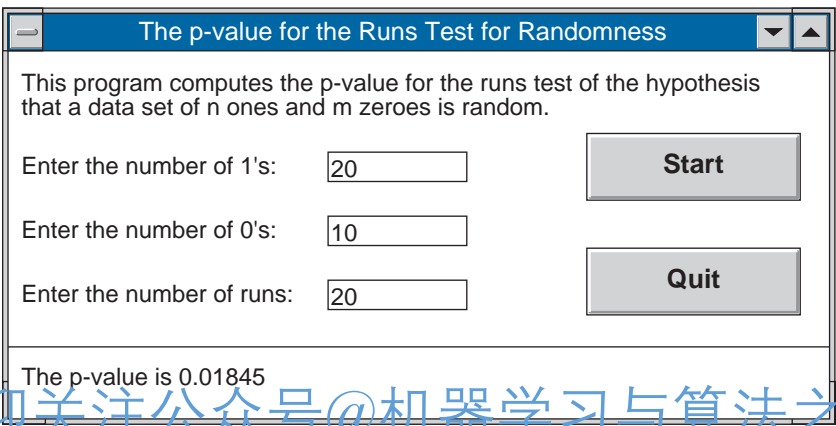 The p-value for the Runs Test for Randomness
This program computes the p-value for the runs test of the hypothesis
that a data set of n ones and m zeroes is random.
Enter the number of 1's: 20
Start
Enter the number of 0's: 10
Enter the number of runs: 20
Quit
The p-value is 0.01845
关注公众号@机器学习与算法之